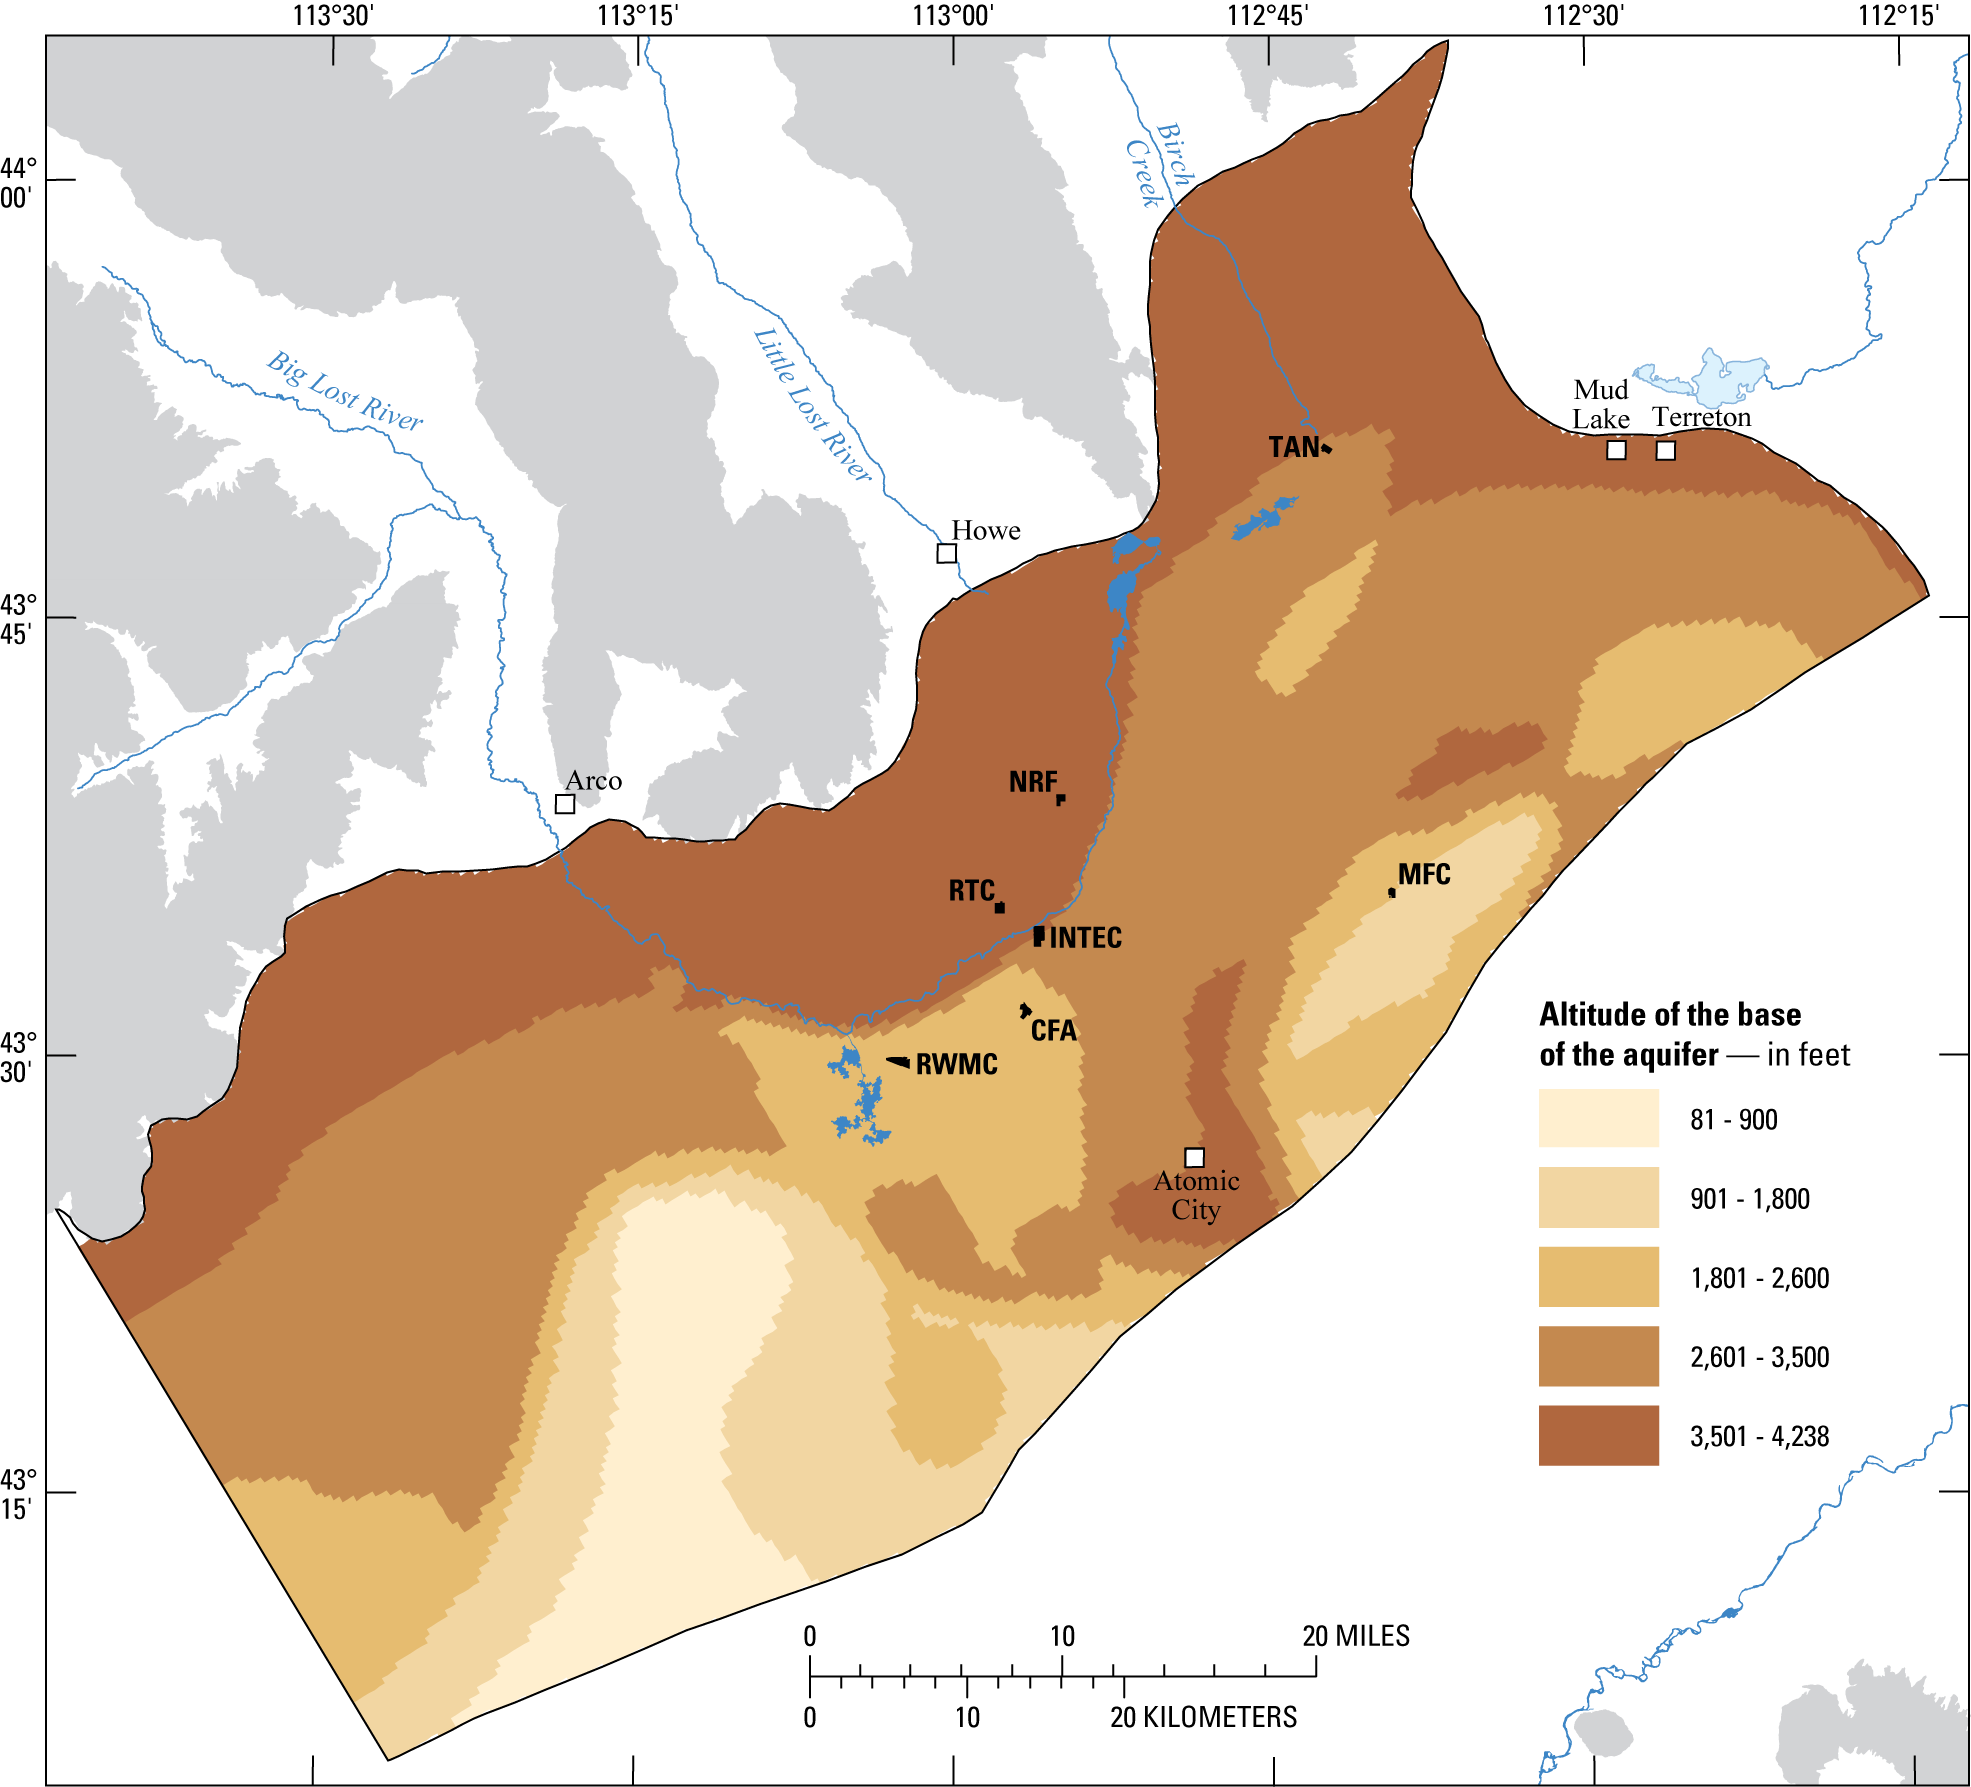 113°30'
113°15'
113°00'
112°45'
112°30'
112°15'
44°
00'
Birch
Creek
Big Lost River
Little Lost River
Mud
Lake
Terreton
TAN
Howe
43°
45'
Arco
NRF
MFC
RTC
INTEC
CFA
RWMC
43°
30'
Atomic
City
Altitude of the base
of the aquifer — in feet
81 - 900
901 - 1,800
1,801 - 2,600
2,601 - 3,500
3,501 - 4,238
43°
15'
0 10 20 MILES
0 10 20 KILOMETERS